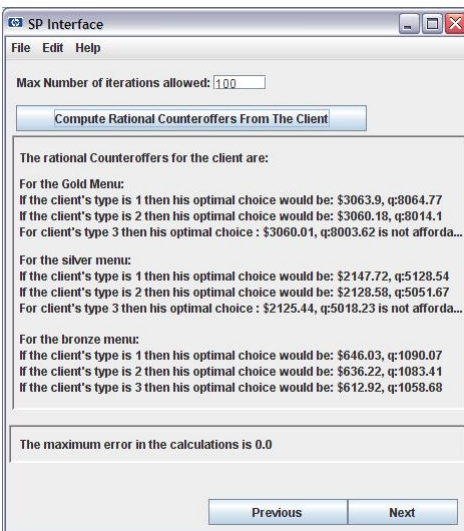 SP Interface
File Edit Help
Max Number of iterations allowed: 100
Compute Rational Counteroffers From The Client
The rational Counteroffers for the client are:
For the Gold Menu:
If the client's type is 1 then his optimal choice would be: $3063.9, q:8064.77
If the client's type is 2 then his optimal choice would be: $3060.18, q:8014.1
For client's type 3 then his optimal choice : $3060.01, q:8003.62 is not afforda...
For the silver menu:
If the client's type is 1 then his optimal choice would be: $2147.72, q:5128.54
If the client's type is 2 then his optimal choice would be: $2128.58, q:5051.67
For client's type 3 then his optimal choice : $2125.44, q:5018.23 is not afforda...
For the bronze menu:
If the client's type is 1 then his optimal choice would be: $646.03, q:1090.07
If the client's type is 2 then his optimal choice would be: $636.22, q:1083.41
If the client's type is 3 then his optimal choice would be: $612.92, q:1058.68
The maximum error in the calculations is 0.0
Previous Next